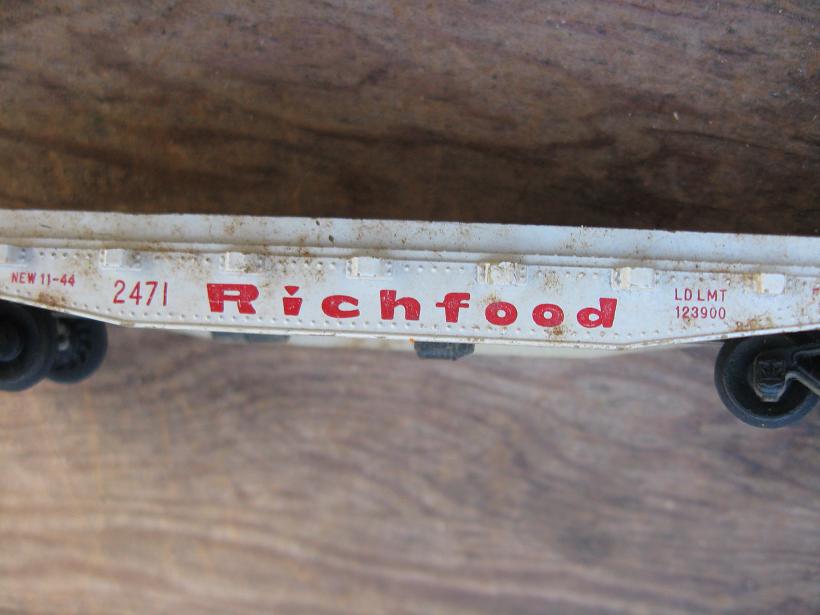 NEW 11-44
2471
Richfood
LD LMT
123900